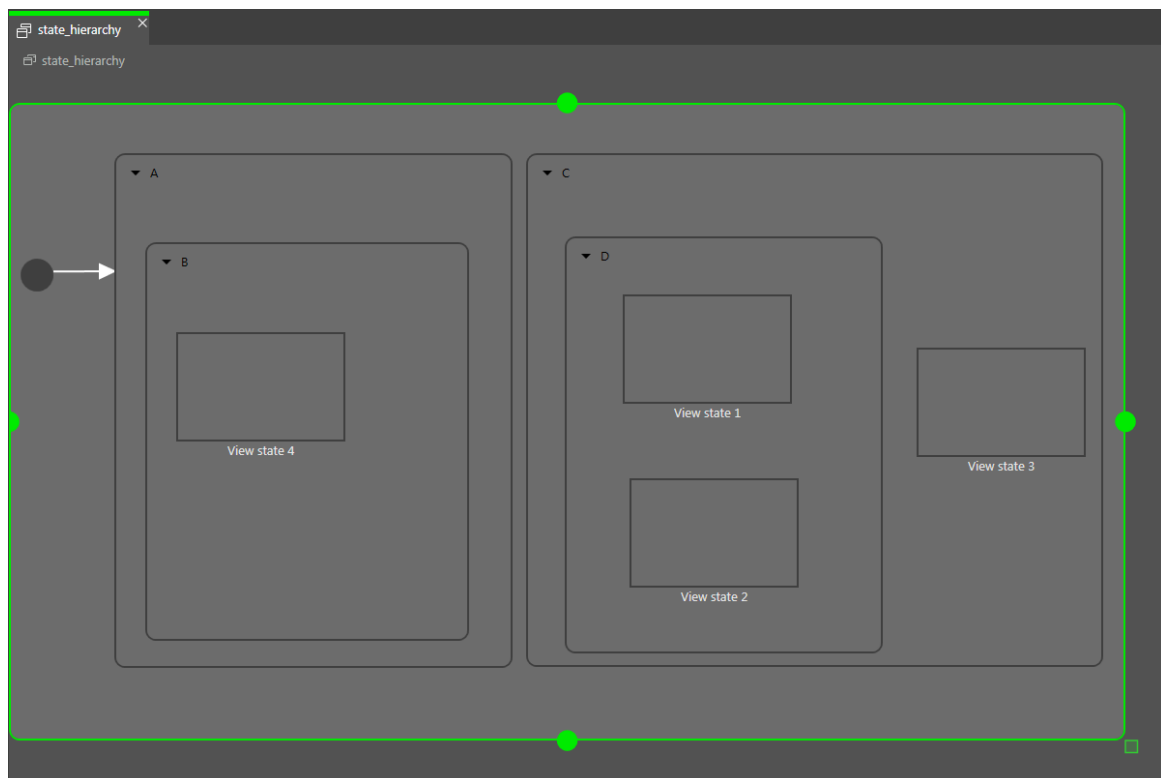 state_hierarchy
state_hierarchy
A
C
B
D
View state 1
View state 4
View state 3
View state 2